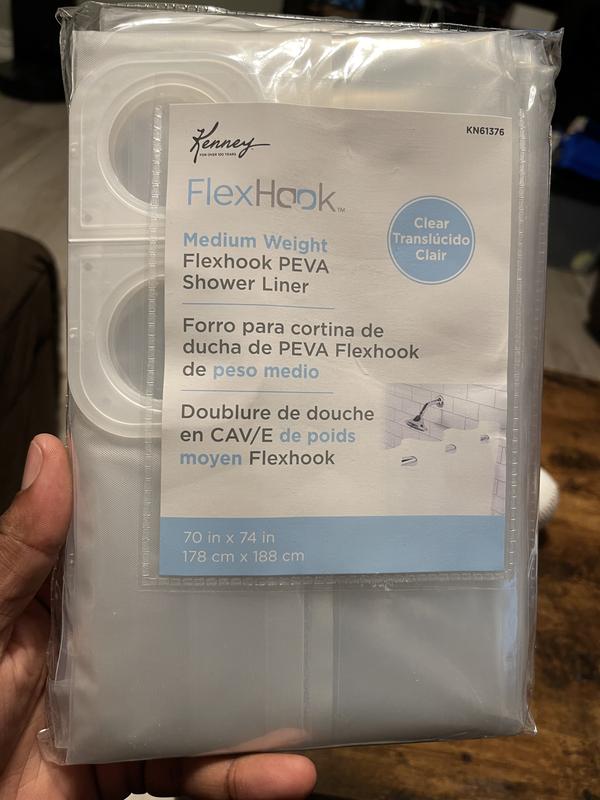 Kenney
FOR OVER 100 YEARS
KN61376
FlexHook™
Clear
Translúcido
Clair
Medium Weight
Flexhook PEVA
Shower Liner
Forro para cortina de
ducha de PEVA Flexhook
de peso medio
Doublure de douche
en CAV/E de poids
moyen Flexhook
70 in x 74 in
178 cm x 188 cm